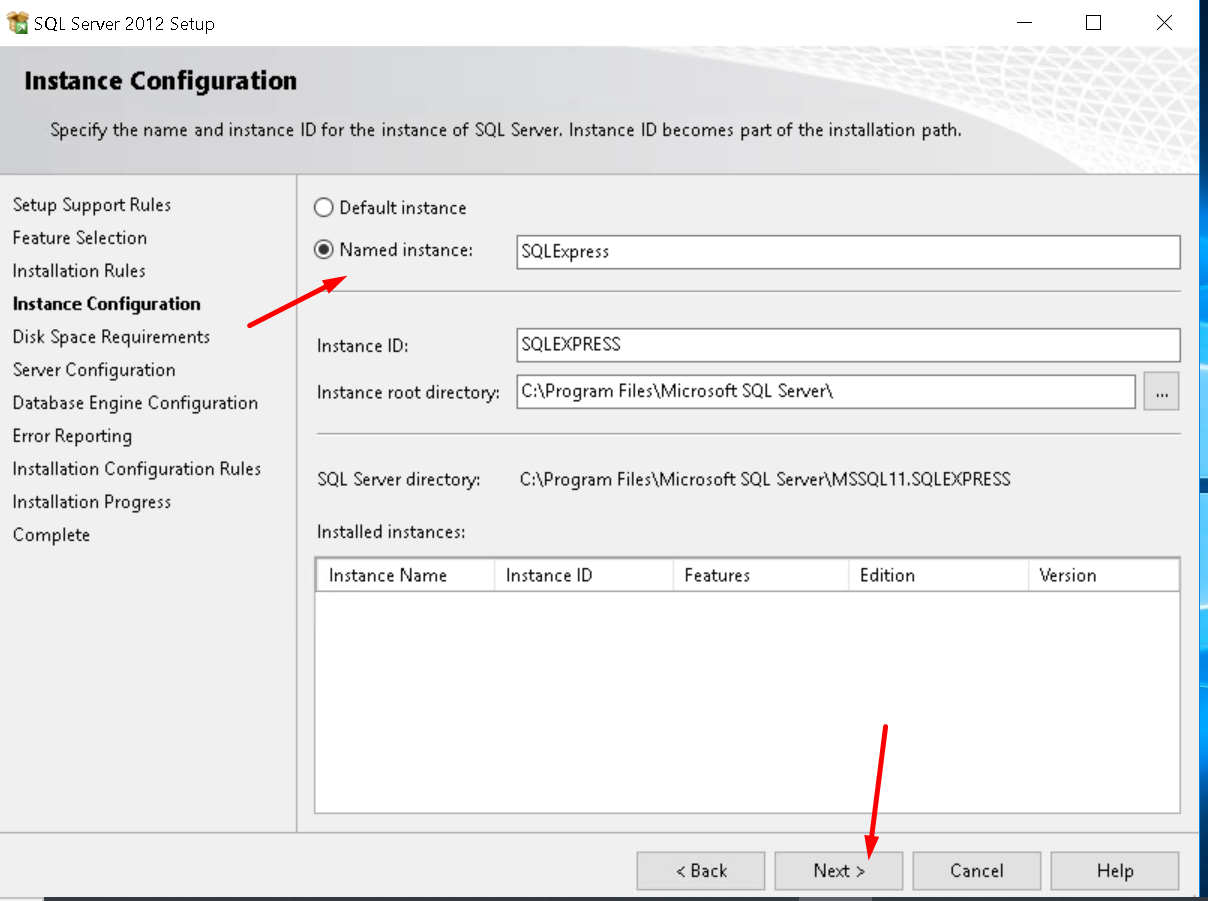 SQL Server 2012 Setup
Instance Configuration
Specify the name and instance ID for the instance of SQL Server. Instance ID becomes part of the installation path.
Setup Support Rules
Feature Selection
Installation Rules
Instance Configuration
Disk Space Requirements
Server Configuration
Database Engine Configuration
Error Reporting
Installation Configuration Rules
Installation Progress
Complete
Default instance
Named instance: SQLExpress
Instance ID: SQLEXPRESS
Instance root directory: C:\Program Files\Microsoft SQL Server\ ...
SQL Server directory: C:\Program Files\Microsoft SQL Server\MSSQL11.SQLEXPRESS
Installed instances:
Instance Name Instance ID Features Edition Version
< Back Next > Cancel Help